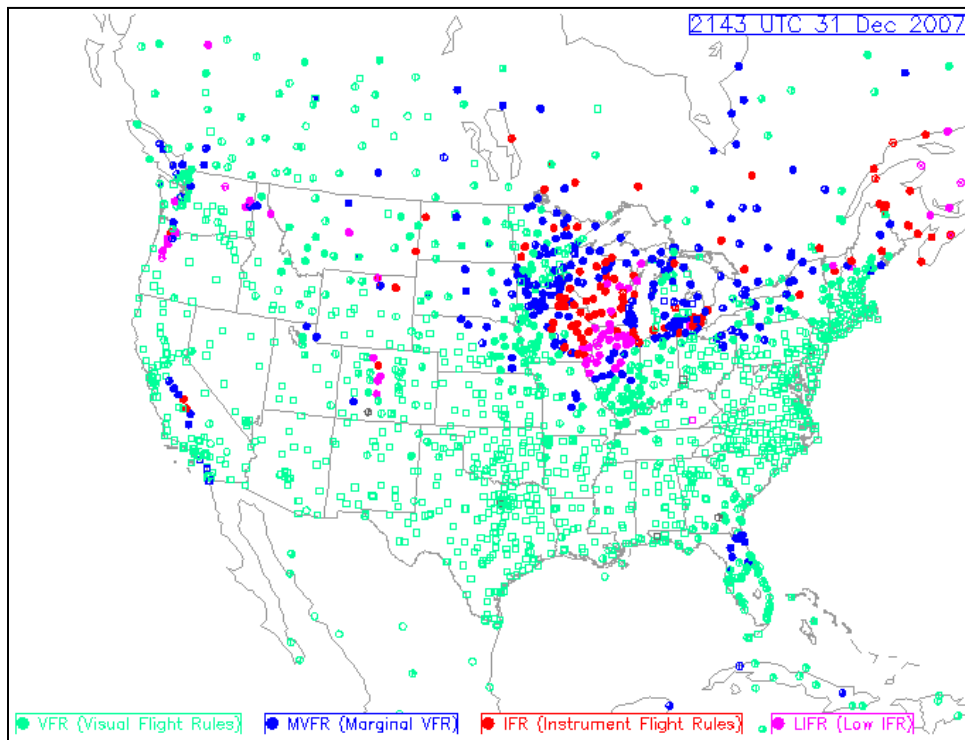 2143 UTC 31 Dec 2007
VFR (Visual Flight Rules) MVFR (Marginal VFR) IFR (Instrument Flight Rules) LIFR (Low IFR)